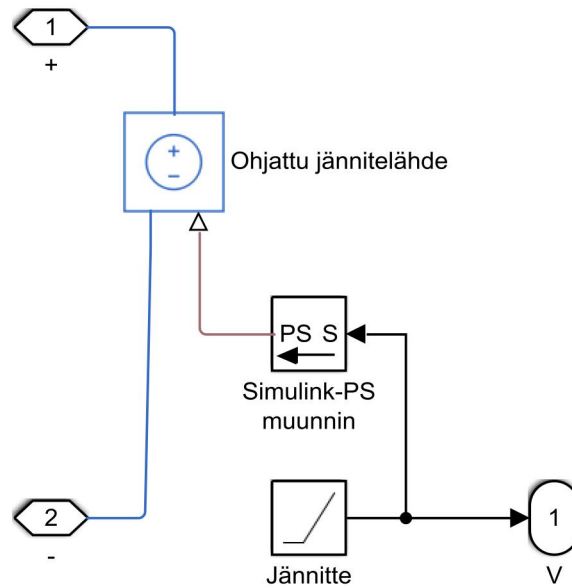 1
+
+
−
Ohjattu jännitelähde
PS S
Simulink-PS
muunnin
2
-
Jännitte
1
V